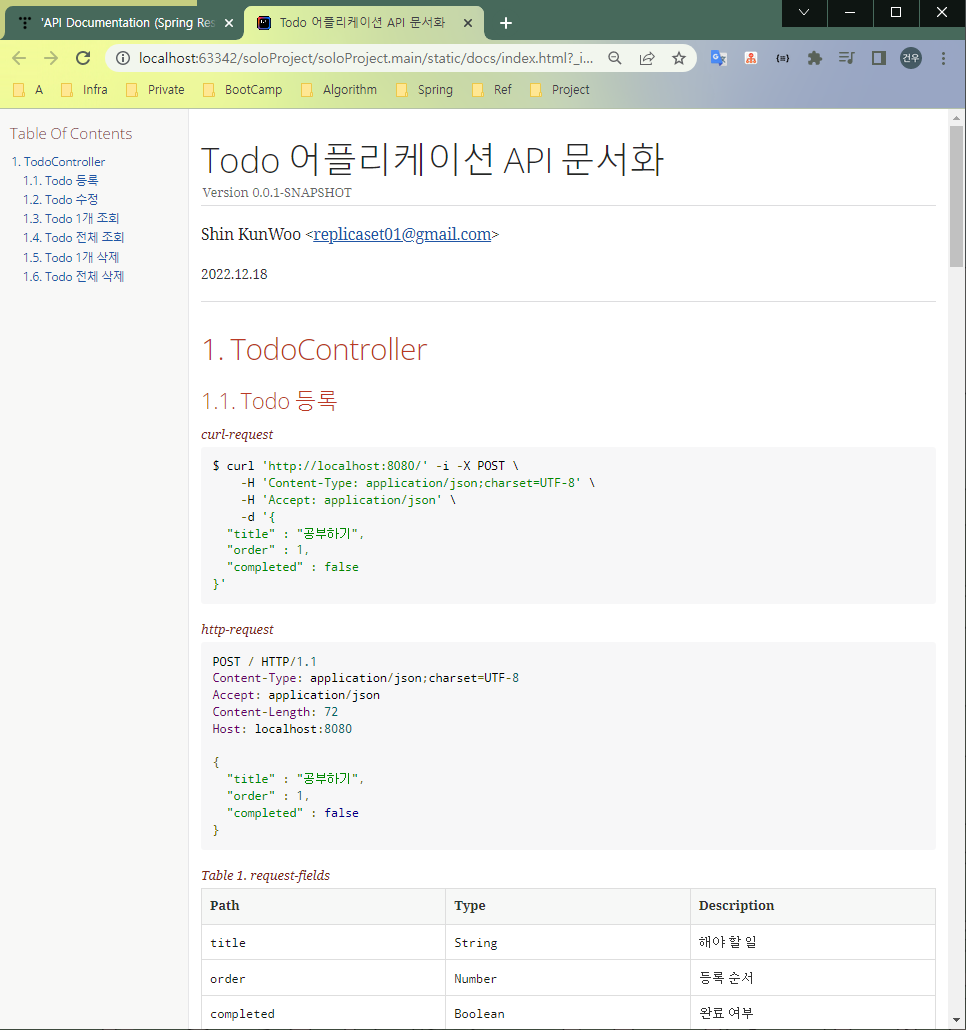 'API Documentation (Spring Res
Todo 어플리케이션 API 문서화
localhost:63342/soloProject/soloProject.main/static/docs/index.html?_i...
건우
A
Infra
Private
BootCamp
Algorithm
Spring
Ref
Project
Table Of Contents
1. TodoController
1.1. Todo 등록
1.2. Todo 수정
1.3. Todo 1개 조회
1.4. Todo 전체 조회
1.5. Todo 1개 삭제
1.6. Todo 전체 삭제
Todo 어플리케이션 API 문서화
Version 0.0.1-SNAPSHOT
Shin KunWoo <replicaset01@gmail.com>
2022.12.18
1. TodoController
1.1. Todo 등록
curl-request
$ curl 'http://localhost:8080/' -i -X POST \
-H 'Content-Type: application/json;charset=UTF-8' \
-H 'Accept: application/json' \
-d '{
"title" : "공부하기",
"order" : 1,
"completed" : false
}'
http-request
POST / HTTP/1.1
Content-Type: application/json;charset=UTF-8
Accept: application/json
Content-Length: 72
Host: localhost:8080
{
"title" : "공부하기",
"order" : 1,
"completed" : false
}
Table 1. request-fields
Path Type Description
title String 해야 할 일
order Number 등록 순서
completed Boolean 완료 여부